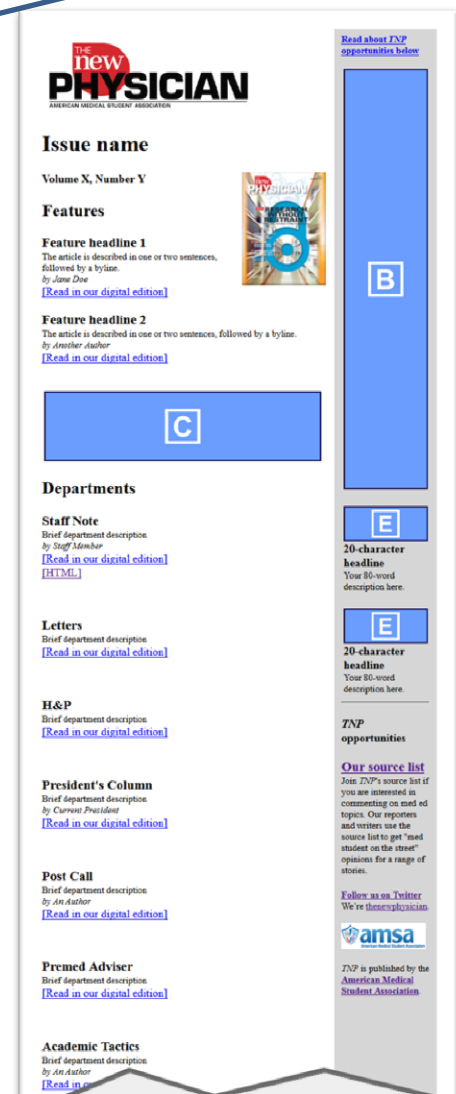 THE
new
PHYSICIAN
AMERICAN MEDICAL STUDENT ASSOCIATION
Issue name
Volume X, Number Y
new
PHYSICIAN
RESEARCH
WITHOUT
RESTRAINT
Features
Feature headline 1
The article is described in one or two sentences,
followed by a byline.
by Jane Doe
[Read in our digital edition]
Feature headline 2
The article is described in one or two sentences, followed by a byline.
by Another Author
[Read in our digital edition]
C
Departments
Staff Note
Brief department description
by Staff Member
[Read in our digital edition]
[HTML]
Letters
Brief department description
[Read in our digital edition]
H&P
Brief department description
[Read in our digital edition]
President's Column
Brief department description
by Current President
[Read in our digital edition]
Post Call
Brief department description
by An Author
[Read in our digital edition]
Premed Adviser
Brief department description
[Read in our digital edition]
Academic Tactics
Brief department description
by An Author
[Read in
Read about TNP
opportunities below
B
E
20-character
headline
Your 80-word
description here.
E
20-character
headline
Your 80-word
description here.
TNP
opportunities
Our source list
Join TNP's source list if
you are interested in
commenting on med ed
topics. Our reporters
and writers use the
source list to get "med
student on the street"
opinions for a range of
stories.
Follow us on Twitter
We're thenewphysician.
amsa
American Medical Student Association
TNP is published by the
American Medical
Student Association.